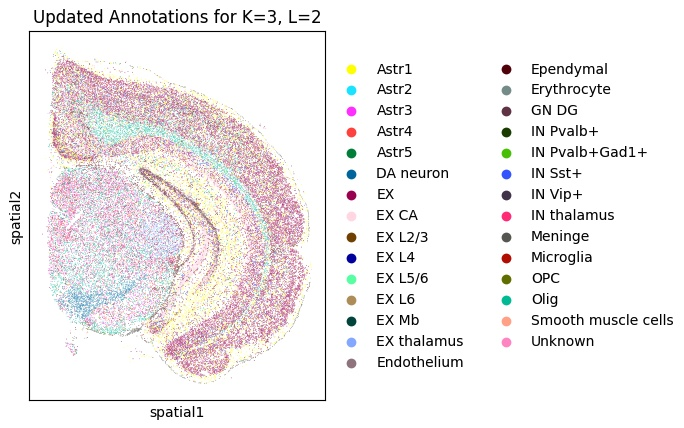 Updated Annotations for K=3, L=2
spatial2
spatial1
Astr1
Astr2
Astr3
Astr4
Astr5
DA neuron
EX
EX CA
EX L2/3
EX L4
EX L5/6
EX L6
EX Mb
EX thalamus
Endothelium
Ependymal
Erythrocyte
GN DG
IN Pvalb+
IN Pvalb+Gad1+
IN Sst+
IN Vip+
IN thalamus
Meninge
Microglia
OPC
Olig
Smooth muscle cells
Unknown